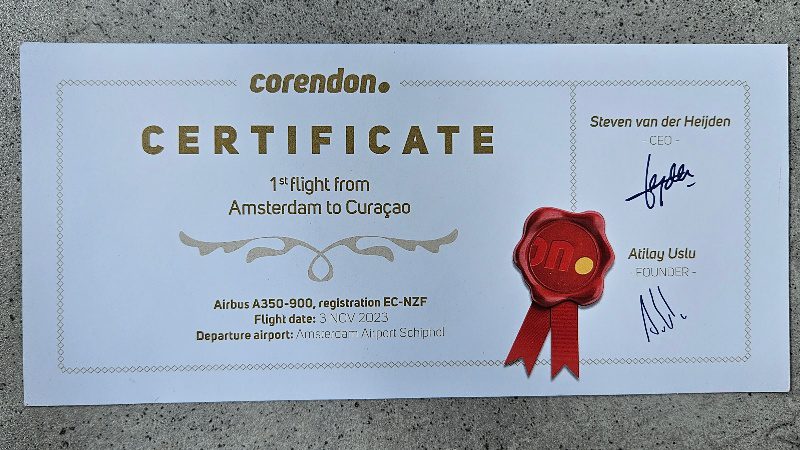 corendon.
CERTIFICATE
1st flight from
Amsterdam to Curaçao
Airbus A350-900, registration EC-NZF
Flight date: 3 NOV 2023
Departure airport: Amsterdam Airport Schiphol
Steven van der Heijden
- CEO -
Atilay Uslu
- FOUNDER -
on.